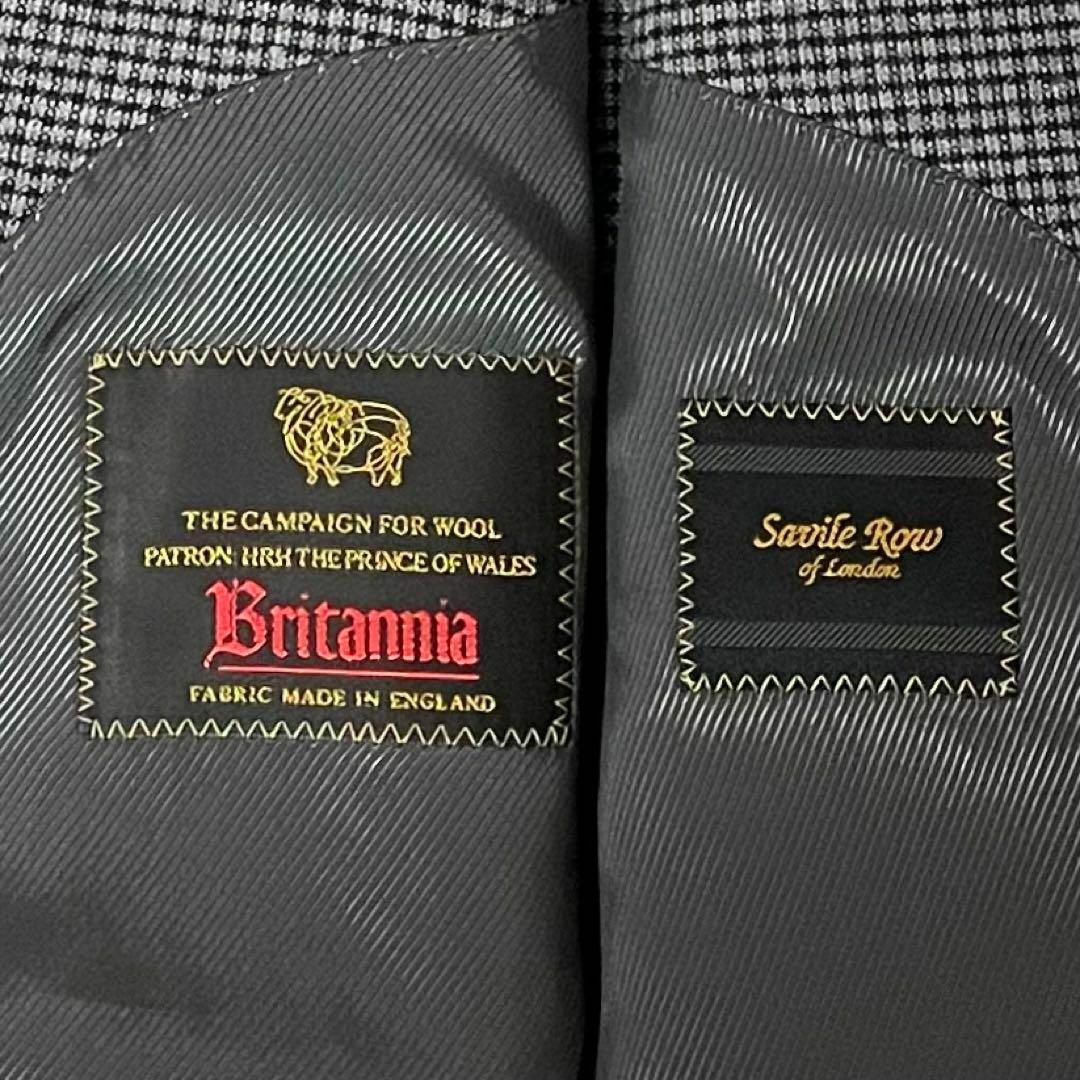 THE CAMPAIGN FOR WOOL
PATRON: HRH THE PRINCE OF WALES
Britannia
FABRIC MADE IN ENGLAND
Savile Row
of London